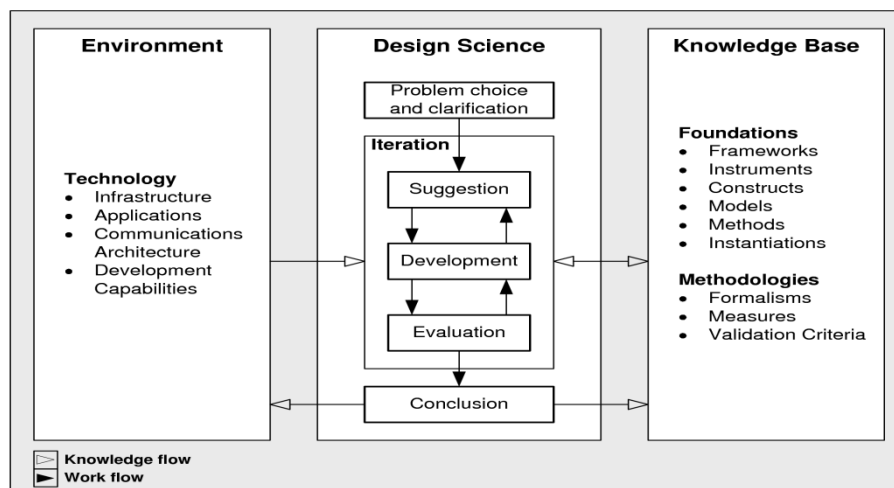 Environment
Technology
• Infrastructure
• Applications
• Communications
Architecture
• Development
Capabilities
Design Science
Problem choice
and clarification
Iteration
Suggestion
Development
Evaluation
Conclusion
Knowledge Base
Foundations
• Frameworks
• Instruments
• Constructs
• Models
• Methods
• Instantiations
Methodologies
• Formalisms
• Measures
• Validation Criteria
Knowledge flow
Work flow